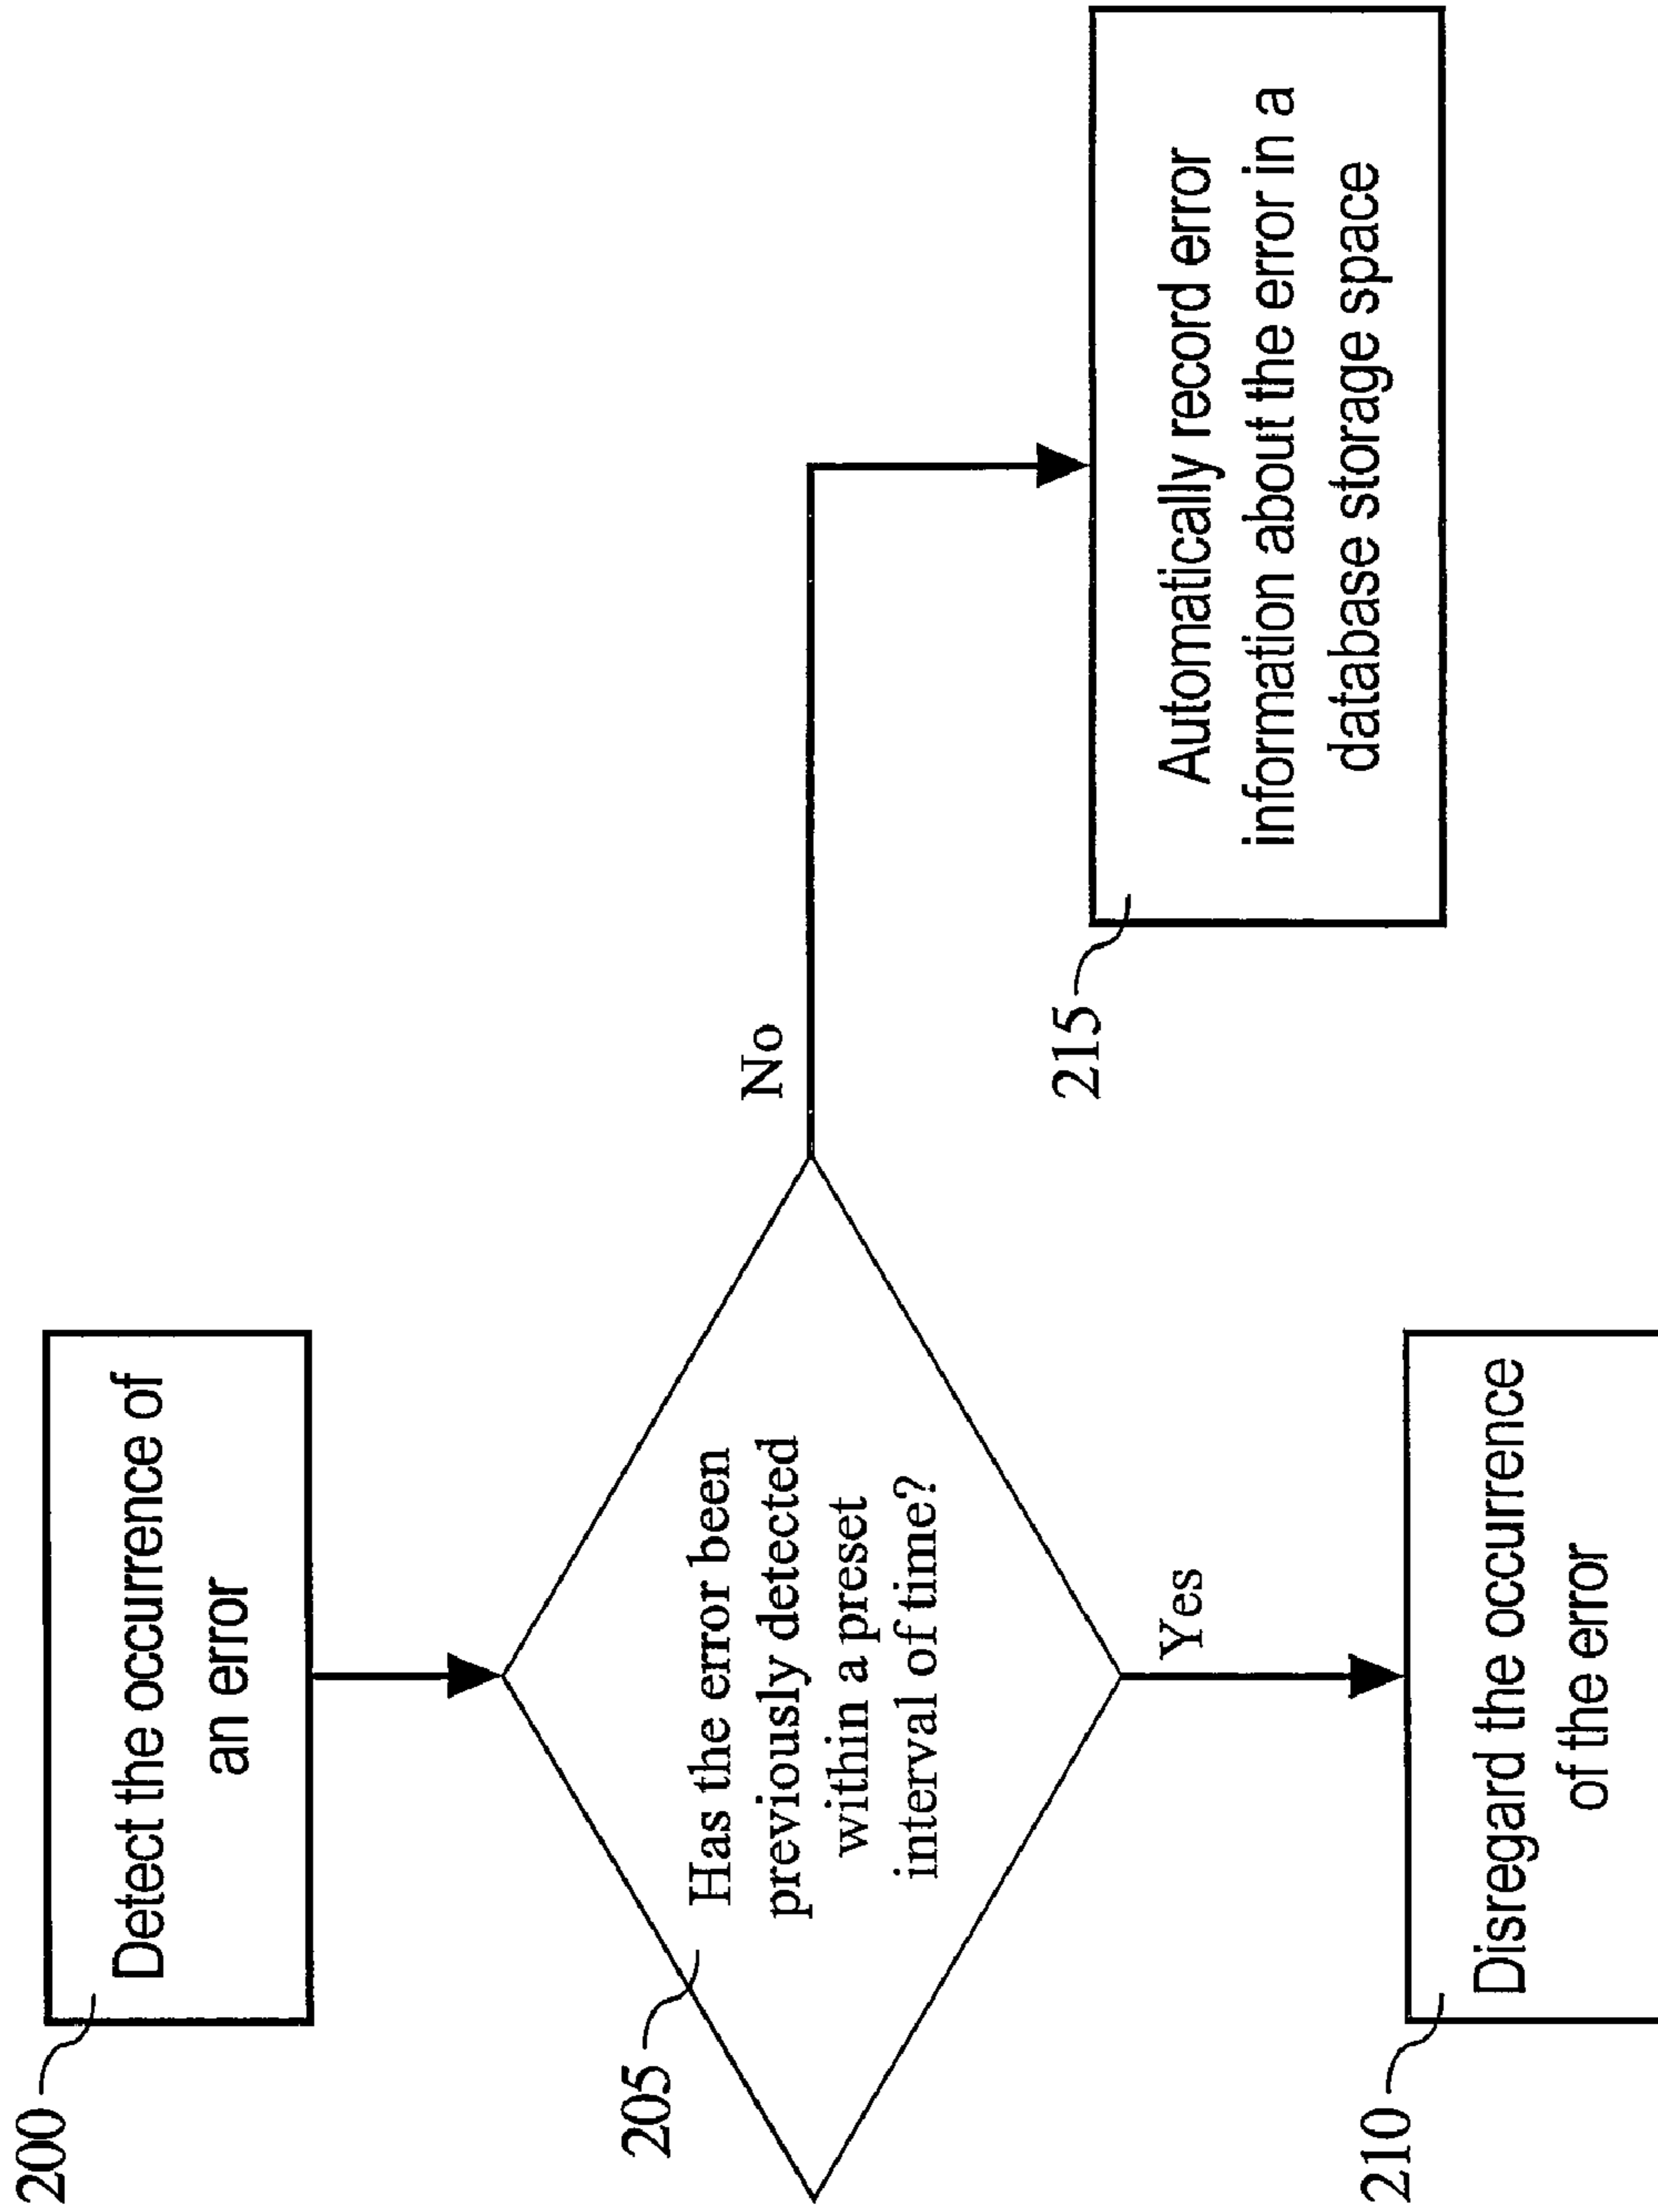 200
Detect the occurrence of
an error
205
Has the error been
previously detected
within a preset
interval of time?
No
Yes
215
Automatically record error
information about the error in a
database storage space
210
Disregard the occurrence
of the error